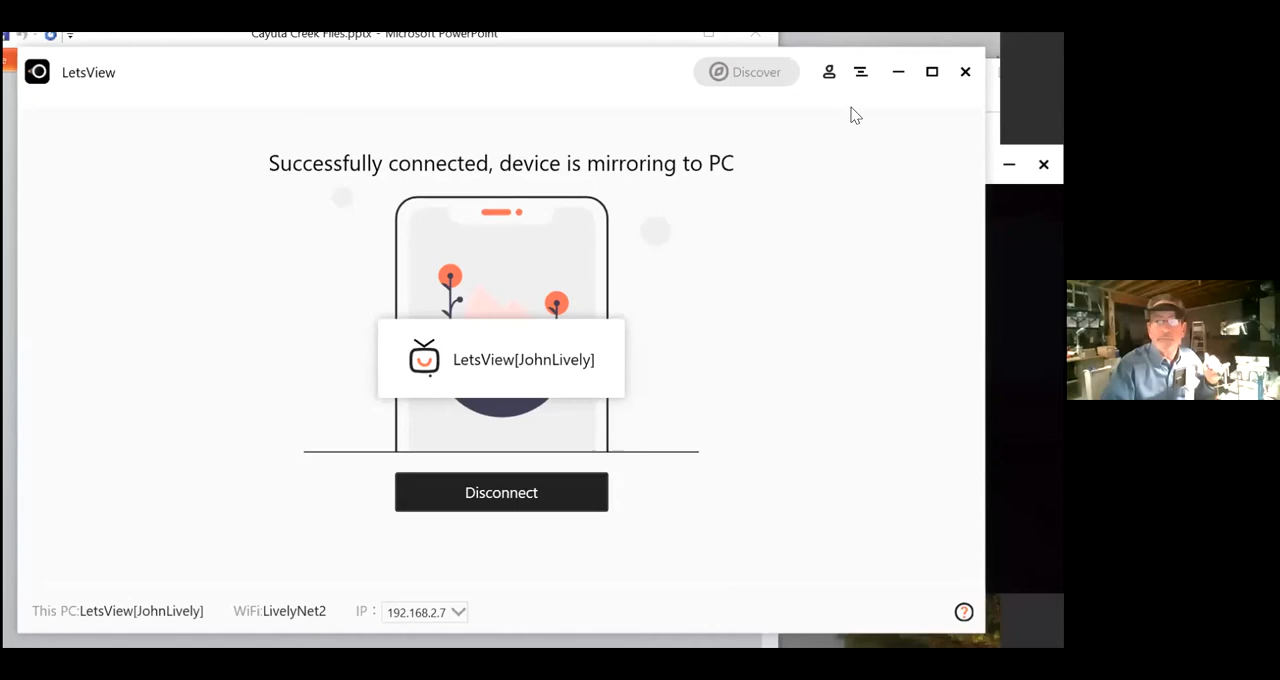 Cayuta Creek Files.pptx - Microsoft PowerPoint
LetsView
Discover
Successfully connected, device is mirroring to PC
LetsView[JohnLively]
Disconnect
This PC:LetsView[JohnLively] WiFi:LivelyNet2 IP : 192.168.2.7
?